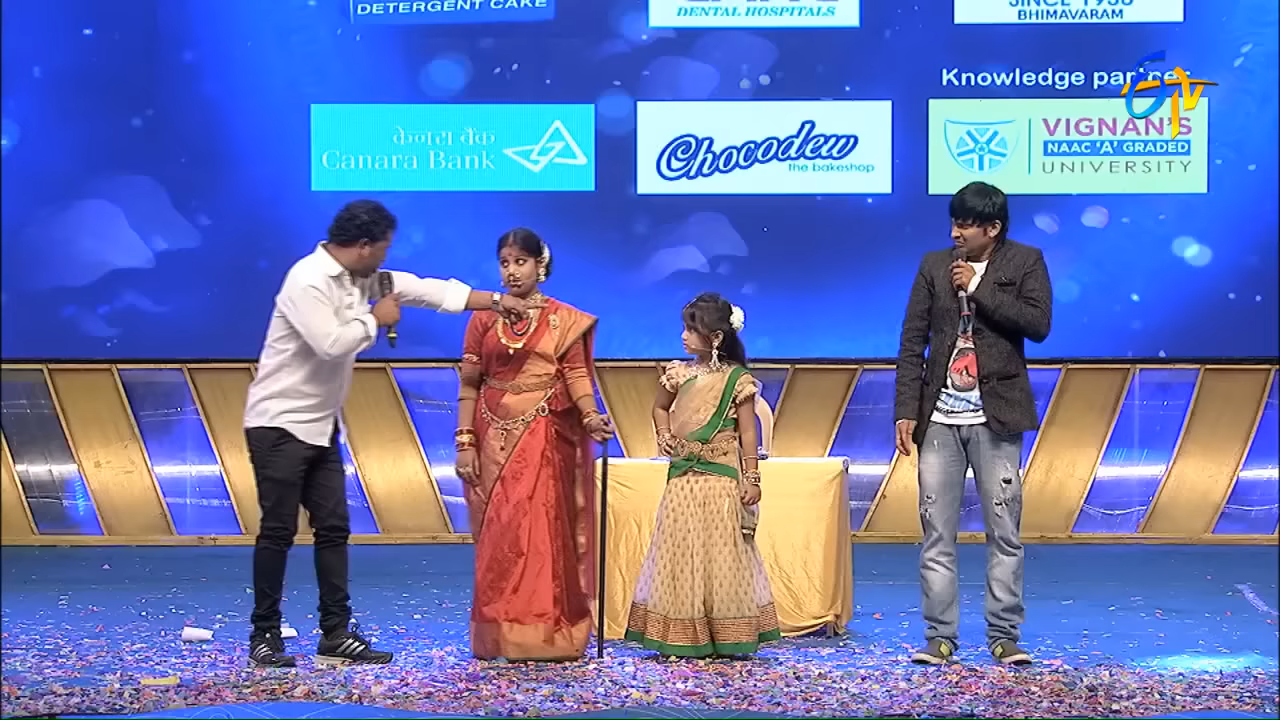 DETERGENT CAKE
DENTAL HOSPITALS
SINCE 1938
BHIMAVARAM
Knowledge partner
ETV
केनरा बैंक
Canara Bank
Chocodew
the bakeshop
VIGNAN'S
NAAC 'A' GRADED
UNIVERSITY